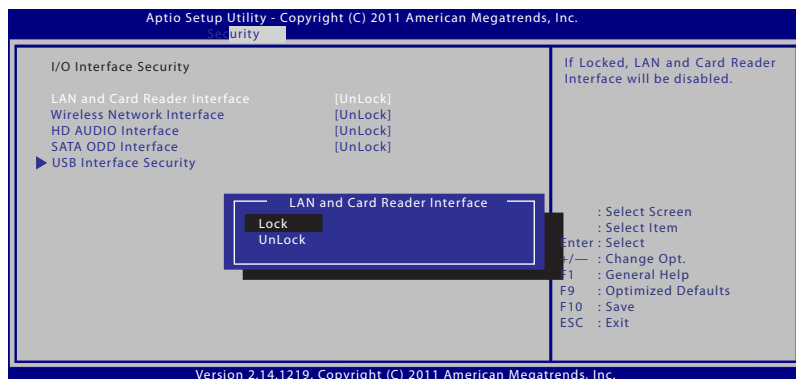 Aptio Setup Utility - Copyright (C) 2011 American Megatrends, Inc.
Security
I/O Interface Security
LAN and Card Reader Interface [UnLock]
Wireless Network Interface [UnLock]
HD AUDIO Interface [UnLock]
SATA ODD Interface [UnLock]
USB Interface Security
If Locked, LAN and Card Reader
Interface will be disabled.
LAN and Card Reader Interface
Lock
UnLock
: Select Screen
: Select Item
Enter : Select
+/— : Change Opt.
F1 : General Help
F9 : Optimized Defaults
F10 : Save
ESC : Exit
Version 2.14.1219. Copyright (C) 2011 American Megatrends, Inc.